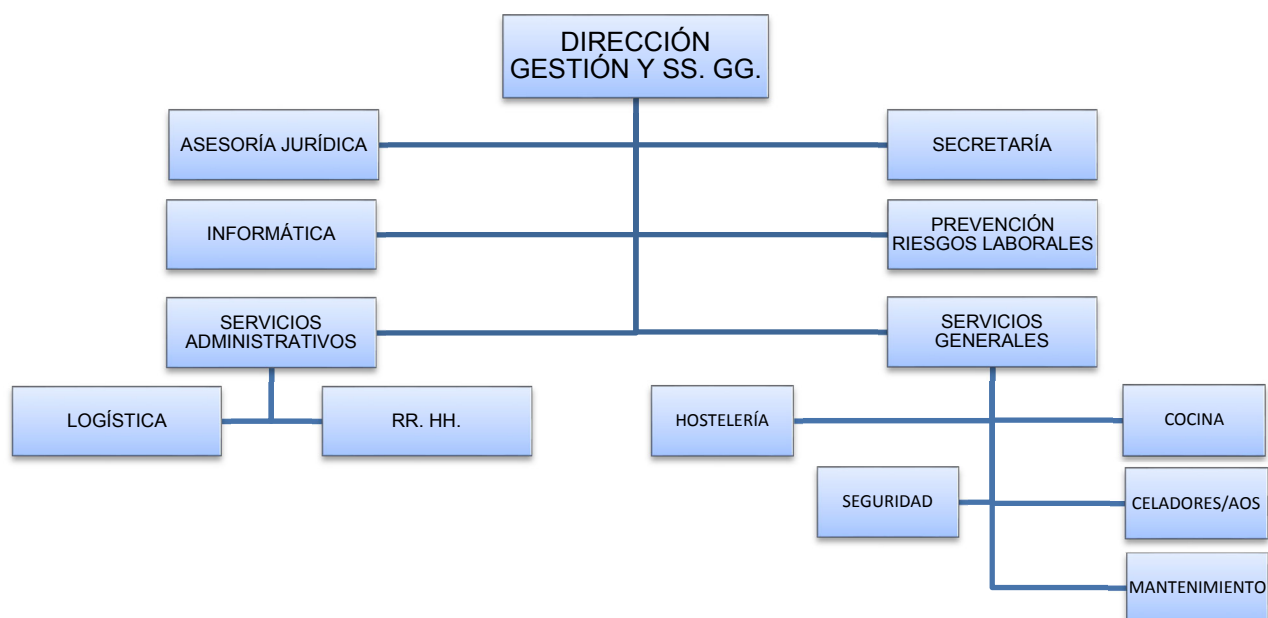 DIRECCIÓN
GESTIÓN Y SS. GG.
ASESORÍA JURÍDICA
SECRETARÍA
INFORMÁTICA
PREVENCIÓN
RIESGOS LABORALES
SERVICIOS
ADMINISTRATIVOS
SERVICIOS
GENERALES
LOGÍSTICA
RR. HH.
HOSTELERÍA
COCINA
SEGURIDAD
CELADORES/AOS
MANTENIMIENTO